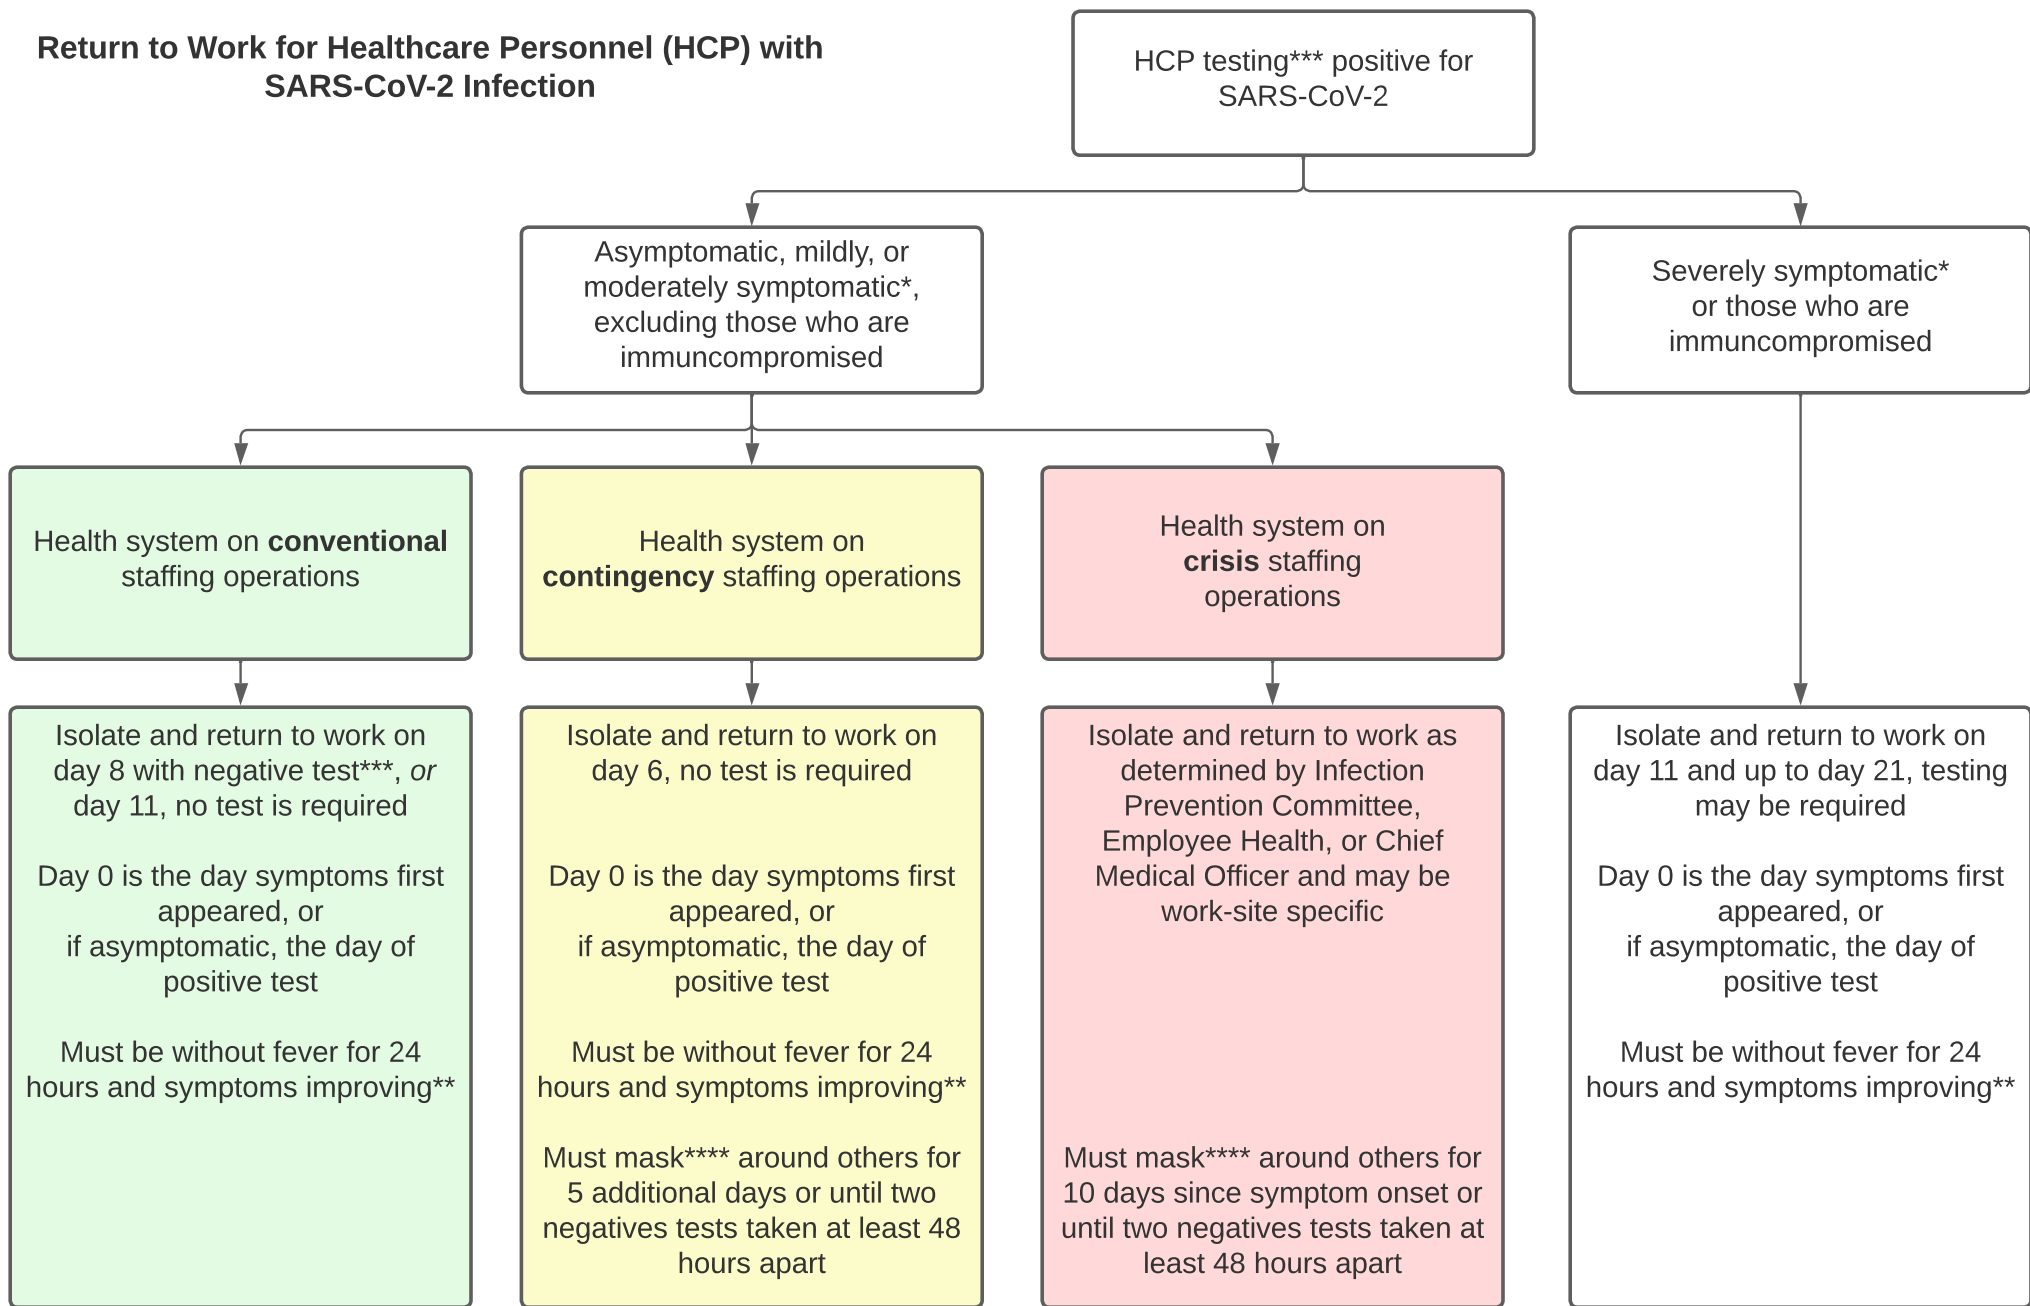 Return to Work for Healthcare Personnel (HCP) with
SARS-CoV-2 Infection
HCP testing*** positive for
SARS-CoV-2
Asymptomatic, mildly, or
moderately symptomatic*,
excluding those who are
immuncompromised
Severely symptomatic*
or those who are
immuncompromised
Health system on conventional
staffing operations
Health system on
contingency staffing operations
Health system on
crisis staffing
operations
Isolate and return to work on
day 8 with negative test***, or
day 11, no test is required
Day 0 is the day symptoms first
appeared, or
if asymptomatic, the day of
positive test
Must be without fever for 24
hours and symptoms improving**
Isolate and return to work on
day 6, no test is required
Day 0 is the day symptoms first
appeared, or
if asymptomatic, the day of
positive test
Must be without fever for 24
hours and symptoms improving**
Must mask**** around others for
5 additional days or until two
negatives tests taken at least 48
hours apart
Isolate and return to work as
determined by Infection
Prevention Committee,
Employee Health, or Chief
Medical Officer and may be
work-site specific
Must mask**** around others for
10 days since symptom onset or
until two negatives tests taken at
least 48 hours apart
Isolate and return to work on
day 11 and up to day 21, testing
may be required
Day 0 is the day symptoms first
appeared, or
if asymptomatic, the day of
positive test
Must be without fever for 24
hours and symptoms improving**